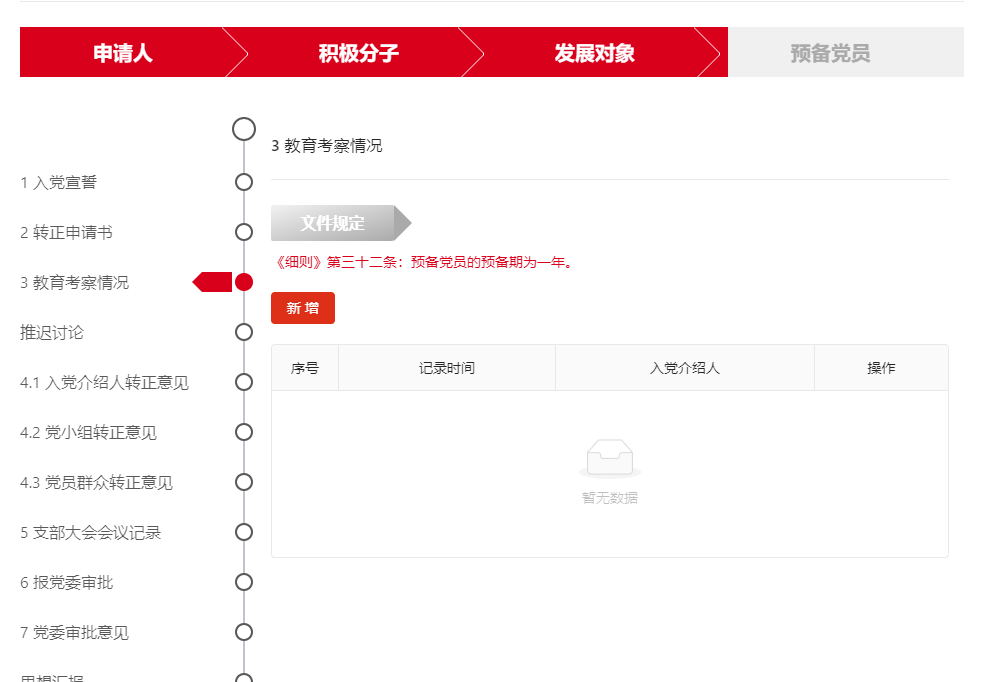 申请人
积极分子
发展对象
预备党员
1 入党宣誓
2 转正申请书
3 教育考察情况
推迟讨论
4.1 入党介绍人转正意见
4.2 党小组转正意见
4.3 党员群众转正意见
5 支部大会会议记录
6 报党委审批
7 党委审批意见
思想汇报
3 教育考察情况
文件规定
《细则》第三十二条：预备党员的预备期为一年。
新 增
序号 记录时间 入党介绍人 操作
暂无数据